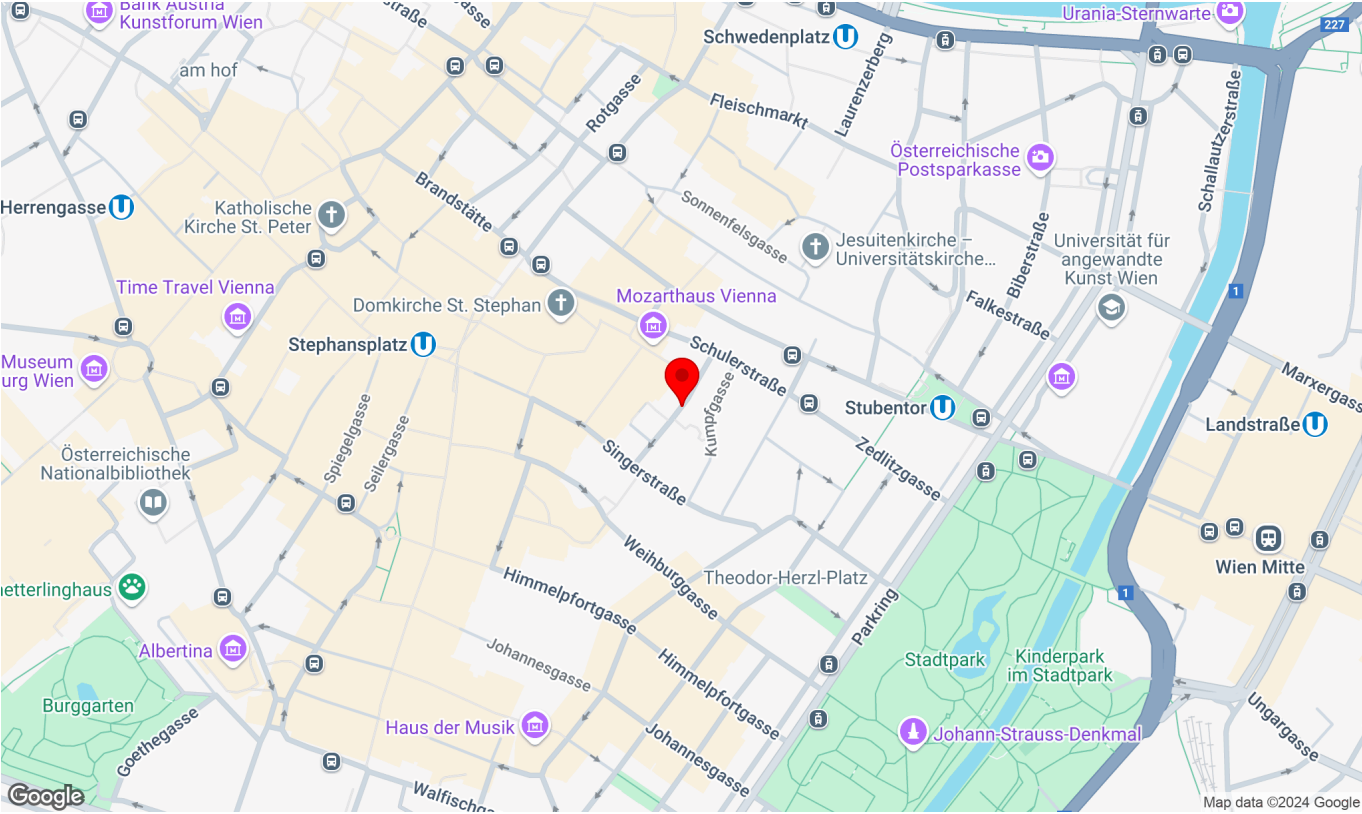 Bank Austria
Kunstforum Wien
Schwedenplatz
Urania-Sternwarte
227
am hof
Rotgasse
Fleischmarkt
Laurenzerberg
Schallautzerstraße
Österreichische
Postsparkasse
Herrengasse
Katholische
Kirche St. Peter
Brandstätte
Sonnenfelsgasse
Jesuitenkirche –
Universitätskirche...
Biberstraße
Universität für
angewandte
Kunst Wien
Time Travel Vienna
Domkirche St. Stephan
Mozarthaus Vienna
Falkestraße
1
Stephansplatz
Schulerstraße
Museum
urg Wien
Marxergass
Kumpfgasse
Stubentor
Landstraße
Spiegelgasse
Seilergasse
Österreichische
Nationalbibliothek
Singerstraße
Zedlitzgasse
Weihburggasse
Wien Mitte
Theodor-Herzl-Platz
etterlinghaus
Himmelpfortgasse
1
Parkring
Albertina
Johannesgasse
Himmelpfortgasse
Stadtpark
Kinderpark
im Stadtpark
Burggarten
Goethegasse
Haus der Musik
Johannesgasse
Johann-Strauss-Denkmal
Ungargasse
Walfischga
Google
Map data ©2024 Google